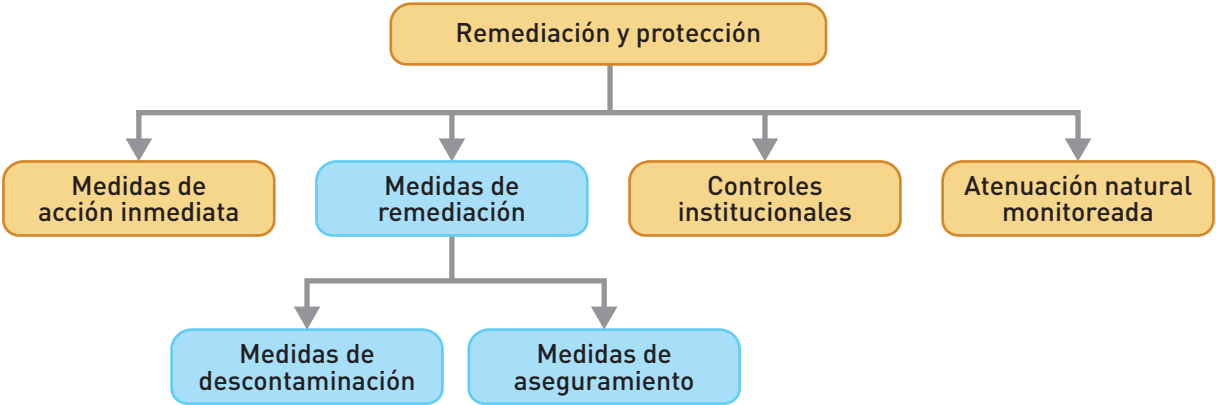 Remediación y protección
Medidas de
acción inmediata
Medidas de
remediación
Controles
institucionales
Atenuación natural
monitoreada
Medidas de
descontaminación
Medidas de
aseguramiento